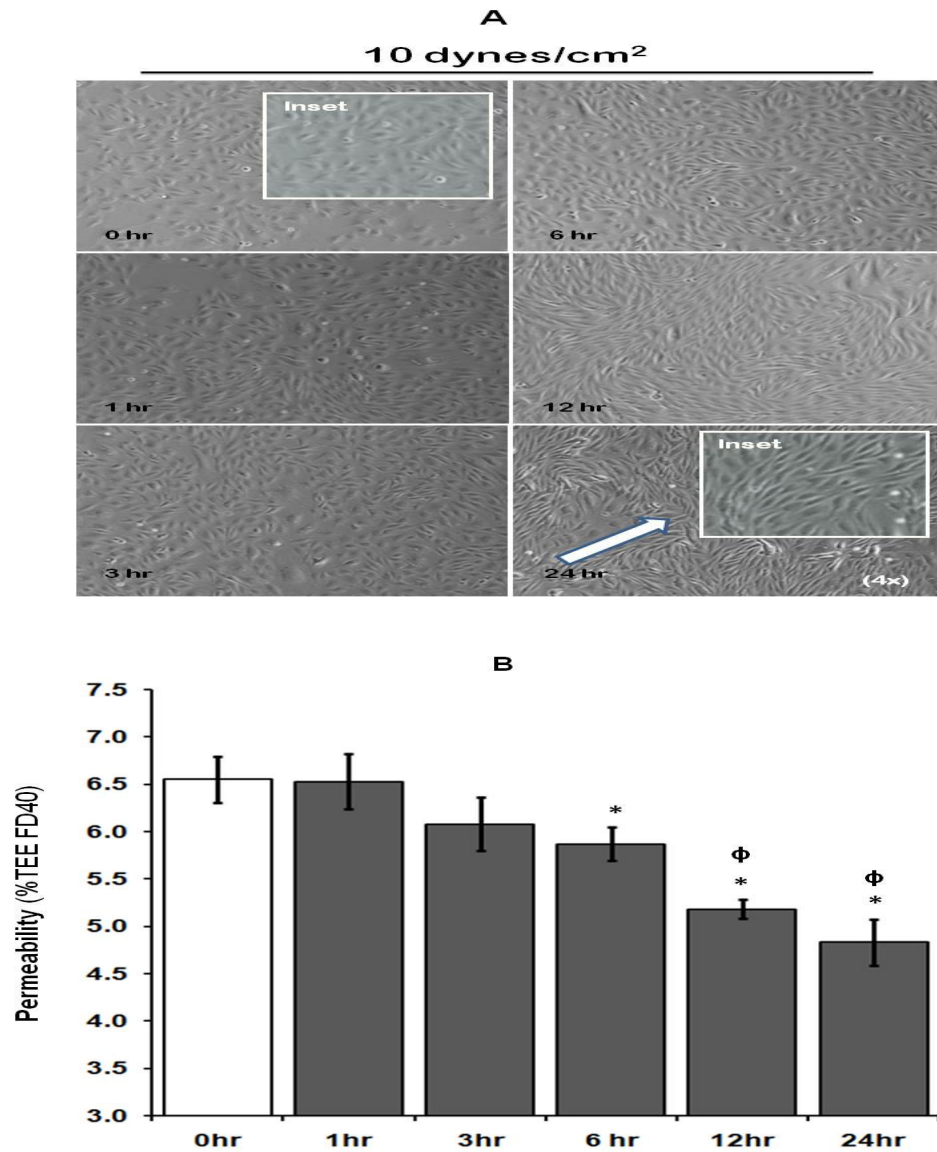 A
10 dynes/cm²
Inset
0 hr
6 hr
1 hr
12 hr
3 hr
Inset
24 hr
(4x)
B
Permeability (%TEE FD40)
7.5
7.0
6.5
6.0
5.5
5.0
4.5
4.0
3.5
3.0
*
Φ
*
Φ
*
0hr 1hr 3hr 6 hr 12hr 24hr